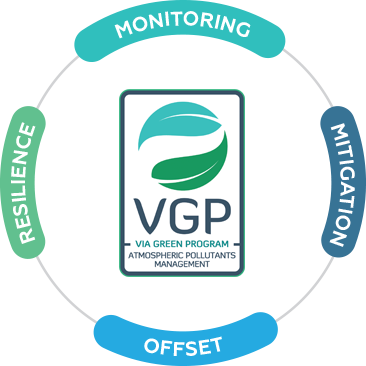 MONITORING
RESILIENCE
MITIGATION
VGP
VIA GREEN PROGRAM
ATMOSPHERIC POLLUTANTS
MANAGEMENT
OFFSET